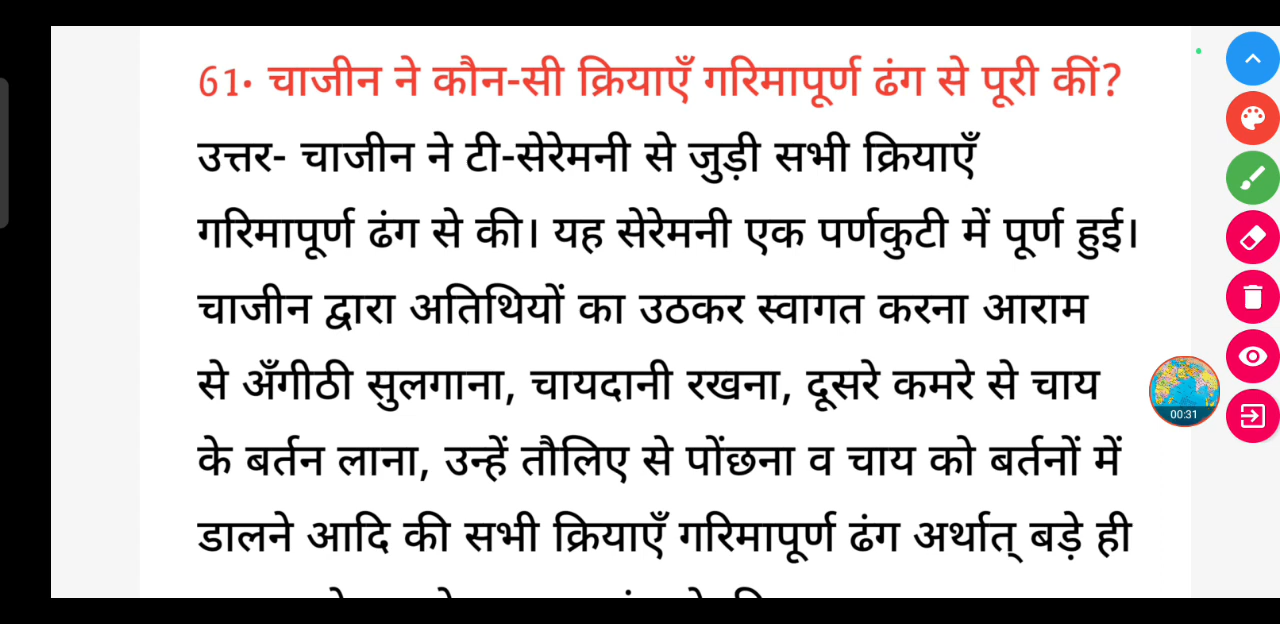 61· चाजीन ने कौन-सी क्रियाएँ गरिमापूर्ण ढंग से पूरी कीं?
उत्तर- चाजीन ने टी-सेरेमनी से जुड़ी सभी क्रियाएँ
गरिमापूर्ण ढंग से की। यह सेरेमनी एक पर्णकुटी में पूर्ण हुई।
चाजीन द्वारा अतिथियों का उठकर स्वागत करना आराम
से अँगीठी सुलगाना, चायदानी रखना, दूसरे कमरे से चाय
के बर्तन लाना, उन्हें तौलिए से पोंछना व चाय को बर्तनों में
डालने आदि की सभी क्रियाएँ गरिमापूर्ण ढंग अर्थात् बड़े ही
00:31